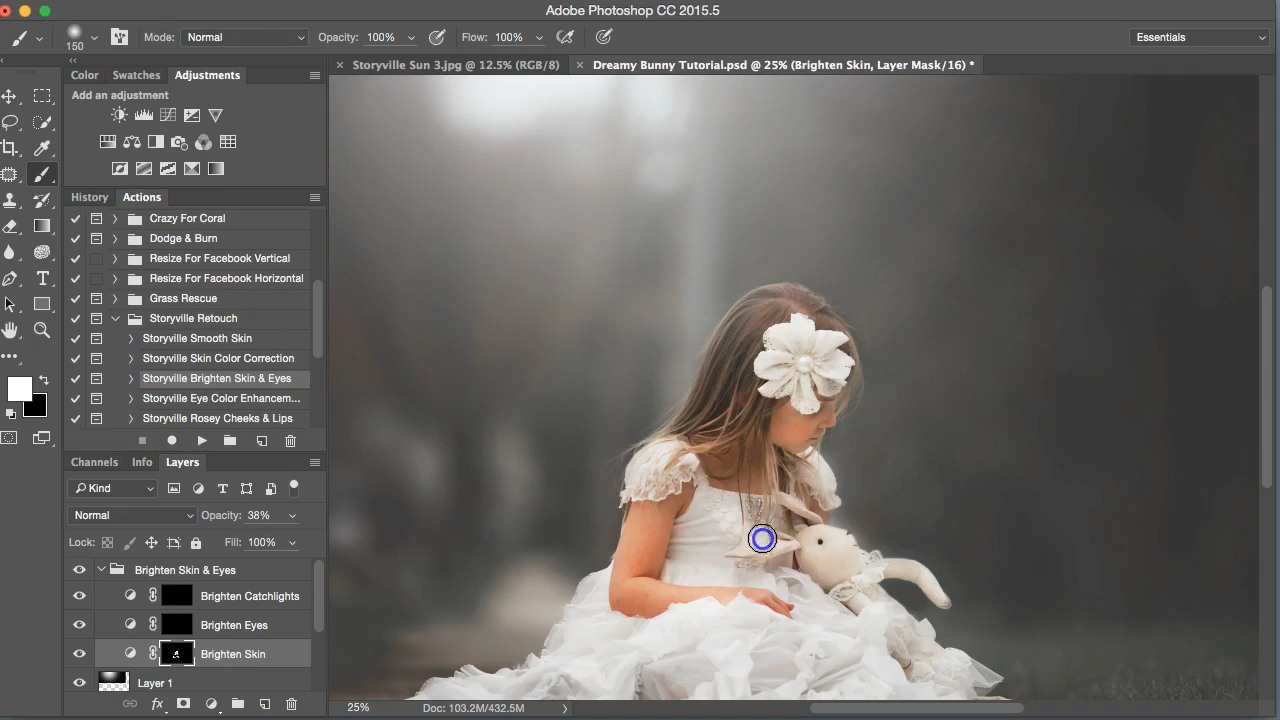 Adobe Photoshop CC 2015.5
150 Mode: Normal Opacity: 100% Flow: 100% Essentials
Color Swatches Adjustments
Storyville Sun 3.jpg @ 12.5% (RGB/8)
Dreamy Bunny Tutorial.psd @ 25% (Brighten Skin, Layer Mask/16) *
Add an adjustment
History Actions
Crazy For Coral
Dodge & Burn
Resize For Facebook Vertical
Resize For Facebook Horizontal
Grass Rescue
Storyville Retouch
Storyville Smooth Skin
Storyville Skin Color Correction
Storyville Brighten Skin & Eyes
Storyville Eye Color Enhancem...
Storyville Rosey Cheeks & Lips
Channels Info Layers
Kind
Normal Opacity: 38%
Lock: Fill: 100%
Brighten Skin & Eyes
Brighten Catchlights
Brighten Eyes
Brighten Skin
Layer 1
fx
25% Doc: 103.2M/432.5M